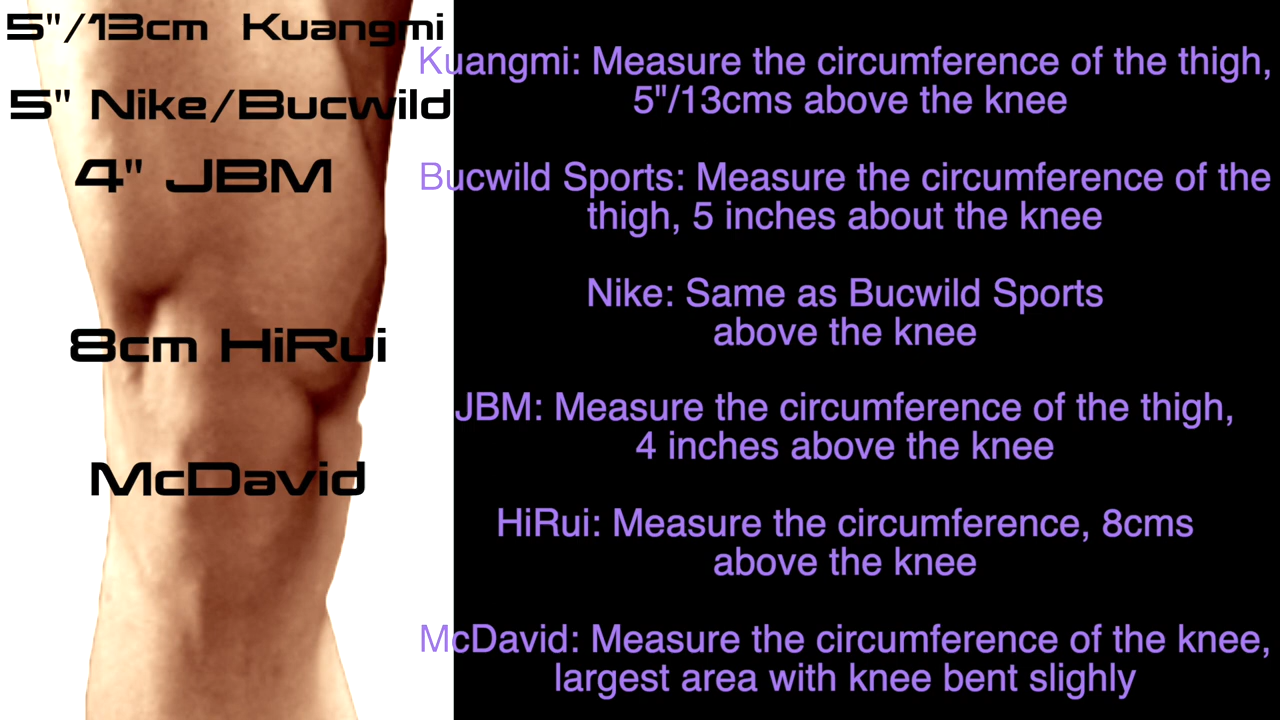 5"/13cm Kuangmi
5" Nike/Bucwild
4" JBM
8cm HiRui
McDavid
Kuangmi: Measure the circumference of the thigh,
5"/13cms above the knee
Bucwild Sports: Measure the circumference of the
thigh, 5 inches about the knee
Nike: Same as Bucwild Sports
above the knee
JBM: Measure the circumference of the thigh,
4 inches above the knee
HiRui: Measure the circumference, 8cms
above the knee
McDavid: Measure the circumference of the knee,
largest area with knee bent slighly